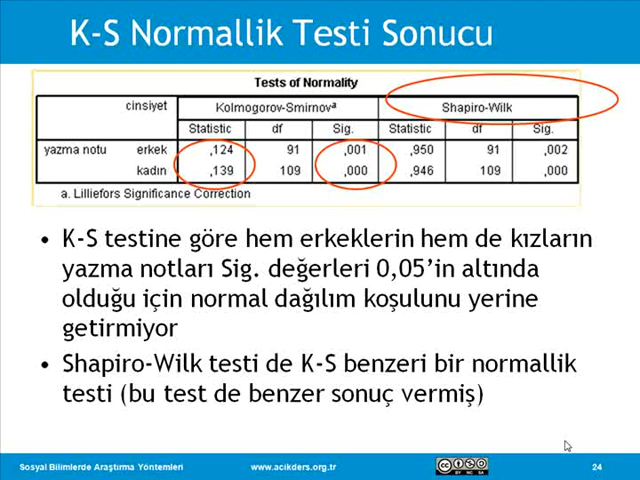 K-S Normallik Testi Sonucu
Tests of Normality
cinsiyet Kolmogorov-Smirnovᵃ Shapiro-Wilk
Statistic df Sig. Statistic df Sig.
yazma notu erkek ,124 91 ,001 ,950 91 ,002
kadın ,139 109 ,000 ,946 109 ,000
a. Lilliefors Significance Correction
• K-S testine göre hem erkeklerin hem de kızların
yazma notları Sig. değerleri 0,05’in altında
olduğu için normal dağılım koşulunu yerine
getirmiyor
• Shapiro-Wilk testi de K-S benzeri bir normallik
testi (bu test de benzer sonuç vermiş)
Sosyal Bilimlerde Araştırma Yöntemleri www.acikders.org.tr 24
BY NC SA